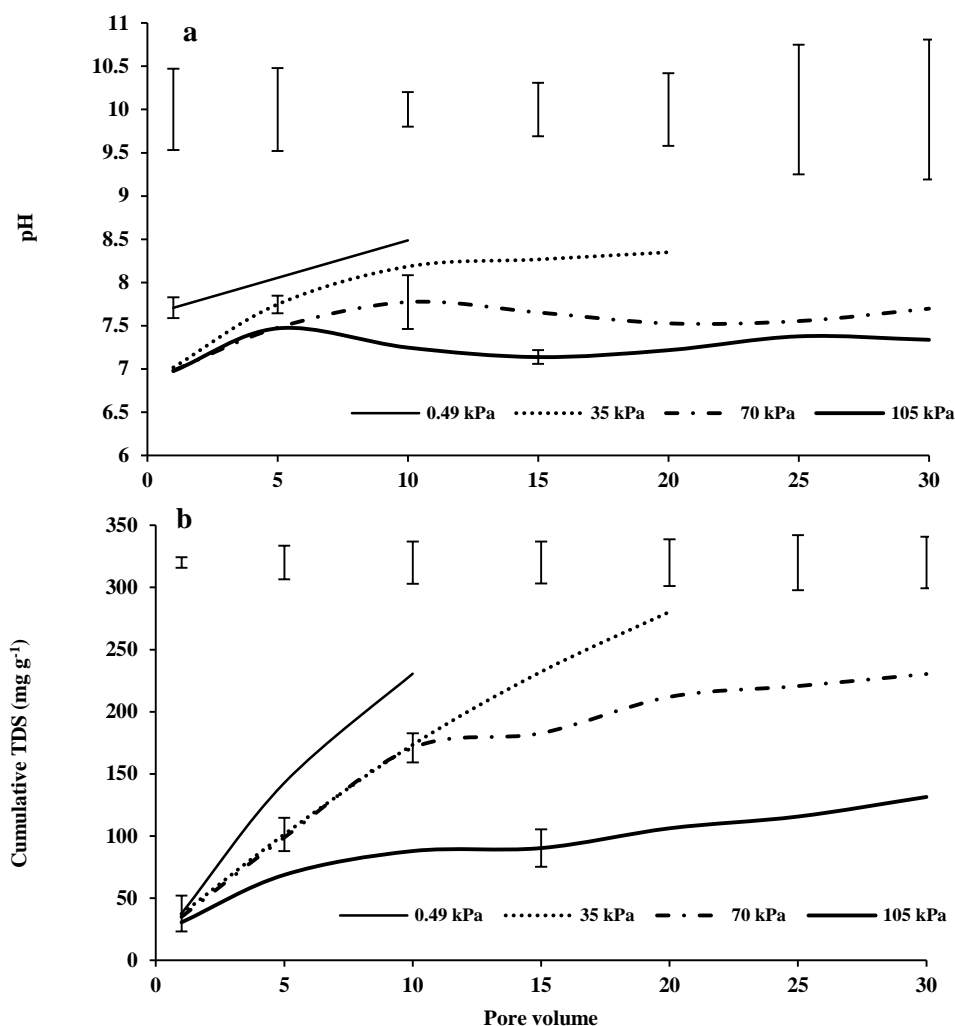 a
11
10.5
10
9.5
9
8.5
8
7.5
7
6.5
6
pH
0.49 kPa 35 kPa 70 kPa 105 kPa
0 5 10 15 20 25 30
b
350
300
250
200
150
100
50
0
Cumulative TDS (mg g-1)
0.49 kPa 35 kPa 70 kPa 105 kPa
0 5 10 15 20 25 30
Pore volume